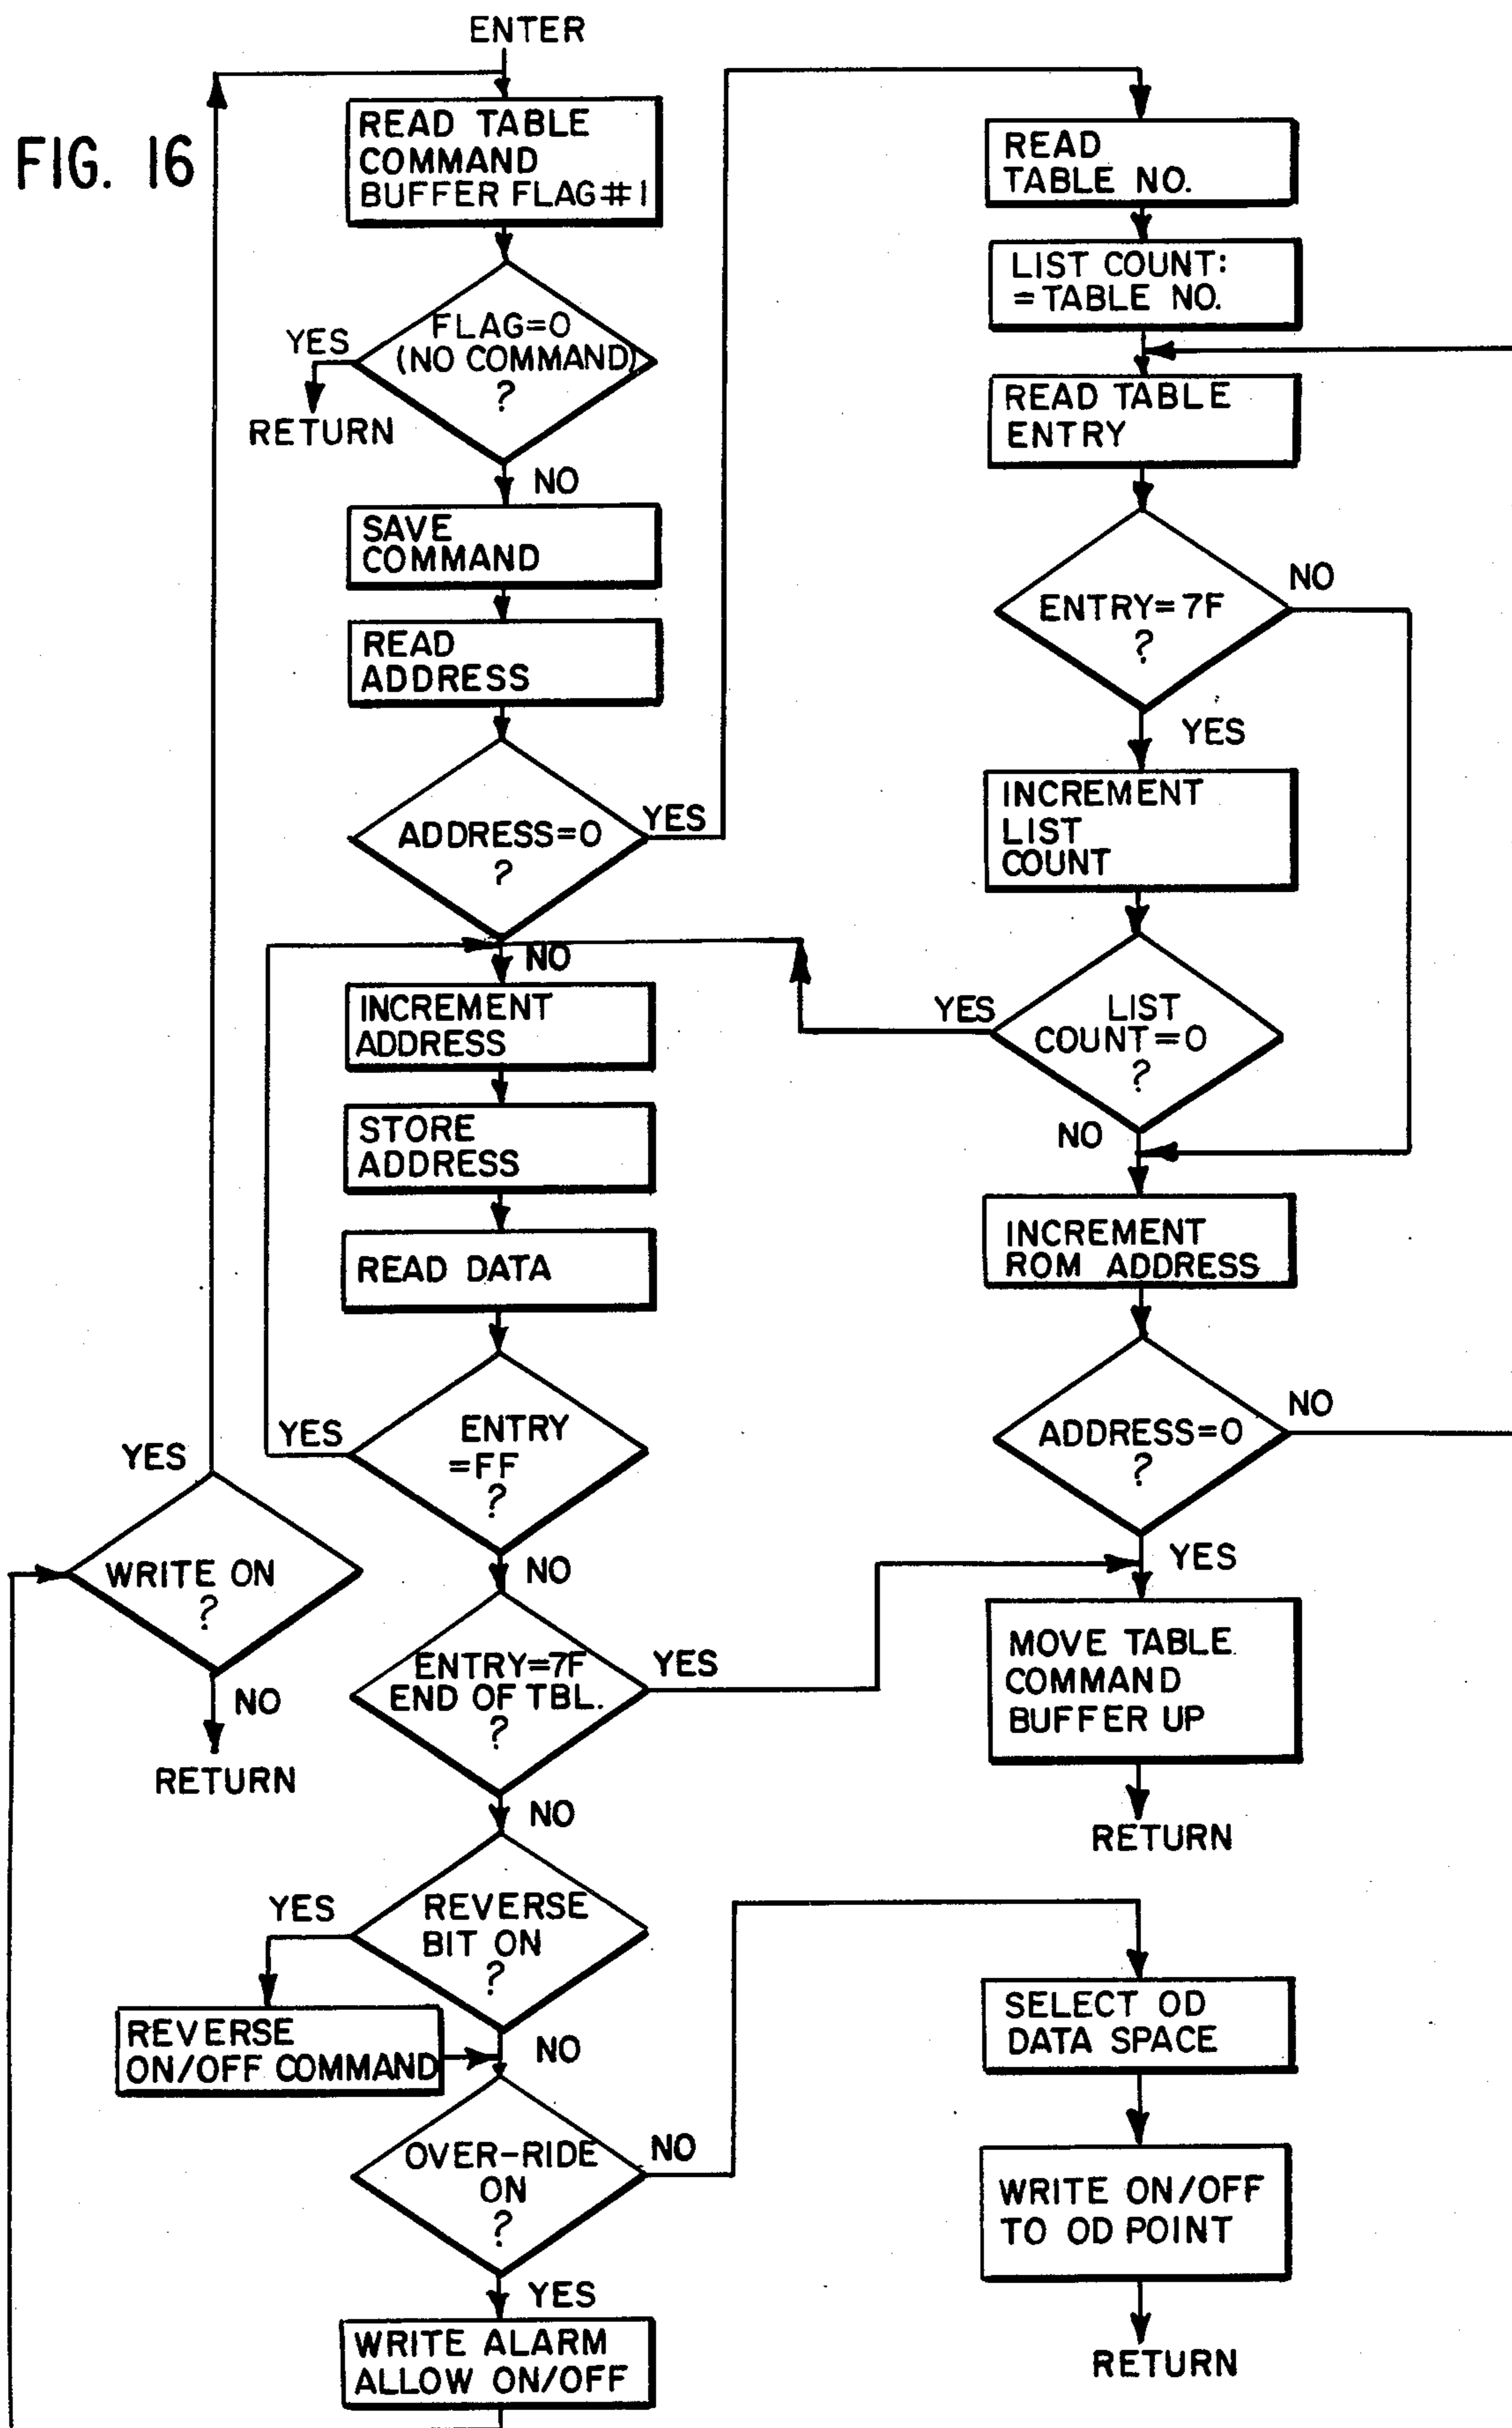 FIG. 16
ENTER
READ TABLE
COMMAND
BUFFER FLAG#1
FLAG=0
(NO COMMAND)
?
YES
RETURN
NO
SAVE
COMMAND
READ
ADDRESS
ADDRESS=0
?
YES
NO
INCREMENT
ADDRESS
STORE
ADDRESS
READ DATA
ENTRY
=FF
?
YES
NO
ENTRY=7F
END OF TBL.
?
YES
NO
REVERSE
BIT ON
?
YES
REVERSE
ON/OFF COMMAND
NO
OVER-RIDE
ON
?
NO
YES
WRITE ALARM
ALLOW ON/OFF
YES
WRITE ON
?
NO
RETURN
READ
TABLE NO.
LIST COUNT:
=TABLE NO.
READ TABLE
ENTRY
ENTRY=7F
?
NO
YES
INCREMENT
LIST
COUNT
LIST
COUNT=0
?
YES
NO
INCREMENT
ROM ADDRESS
ADDRESS=0
?
NO
YES
MOVE TABLE
COMMAND
BUFFER UP
RETURN
SELECT OD
DATA SPACE
WRITE ON/OFF
TO OD POINT
RETURN